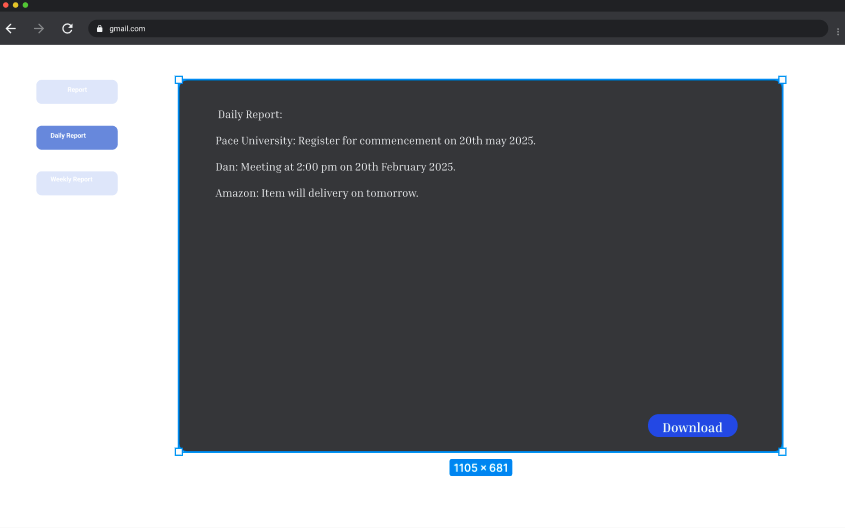 gmail.com
Report
Daily Report
Weekly Report
Daily Report:
Pace University: Register for commencement on 20th may 2025.
Dan: Meeting at 2:00 pm on 20th February 2025.
Amazon: Item will delivery on tomorrow.
Download
1105 × 681